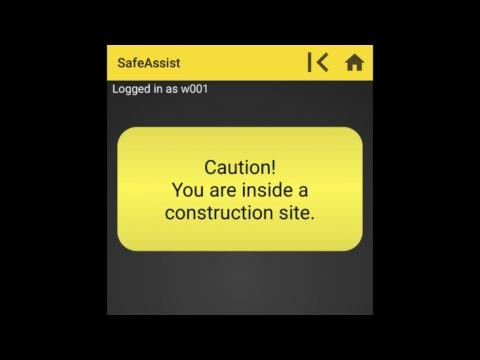 SafeAssist
Logged in as w001
Caution!
You are inside a
construction site.